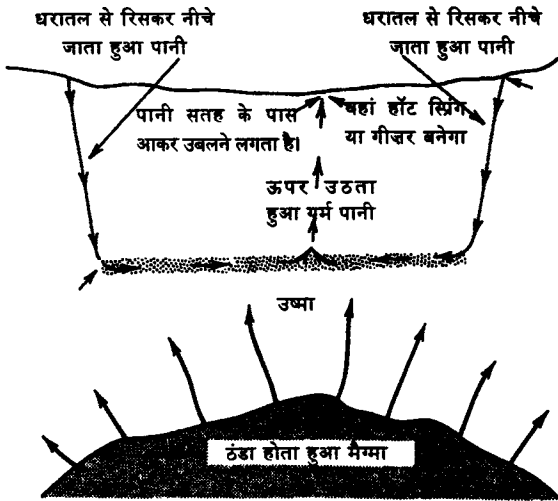 धरातल से रिसकर नीचे
जाता हुआ पानी
धरातल से रिसकर नीचे
जाता हुआ पानी
पानी सतह के पास
आकर उबलने लगता है।
वहां हॉट स्प्रिंग
या गीज़र बनेगा
ऊपर उठता
हुआ गर्म पानी
उष्मा
ठंडा होता हुआ मैग्मा